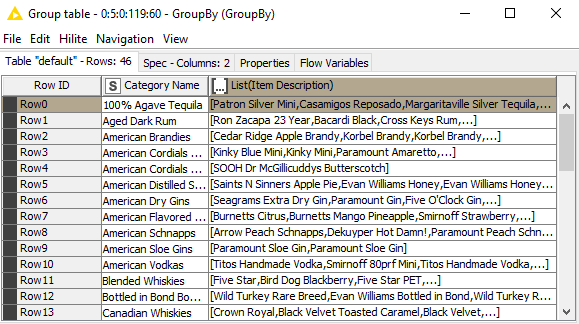 Group table - 0:5:0:119:60 - GroupBy (GroupBy)
File Edit Hilite Navigation View
Table "default" - Rows: 46 Spec - Columns: 2 Properties Flow Variables
Row ID S Category Name [...] List(Item Description)
Row0 100% Agave Tequila [Patron Silver Mini,Casamigos Reposado,Margaritaville Silver Tequila,...
Row1 Aged Dark Rum [Ron Zacapa 23 Year,Bacardi Black,Cross Keys Rum,...]
Row2 American Brandies [Cedar Ridge Apple Brandy,Korbel Brandy,Korbel Brandy,...]
Row3 American Cordials ... [Kinky Blue Mini,Kinky Mini,Paramount Amaretto,...]
Row4 American Cordials ... [SOOH Dr McGillicuddys Butterscotch]
Row5 American Distilled S... [Saints N Sinners Apple Pie,Evan Williams Honey,Evan Williams Honey,...]
Row6 American Dry Gins [Seagrams Extra Dry Gin,Paramount Gin,Five O'Clock Gin,...]
Row7 American Flavored ... [Burnetts Citrus,Burnetts Mango Pineapple,Smirnoff Strawberry,...]
Row8 American Schnapps [Arrow Peach Schnapps,Dekuyper Hot Damn!,Paramount Peach Schn...
Row9 American Sloe Gins [Paramount Sloe Gin,Paramount Sloe Gin]
Row10 American Vodkas [Titos Handmade Vodka,Smirnoff 80prf Mini,Titos Handmade Vodka,...]
Row11 Blended Whiskies [Five Star,Bird Dog Blackberry,Five Star PET,...]
Row12 Bottled in Bond Bo... [Wild Turkey Rare Breed,Evan Williams Bottled in Bond,Wild Turkey R...
Row13 Canadian Whiskies [Crown Royal,Black Velvet Toasted Caramel,Black Velvet,...]